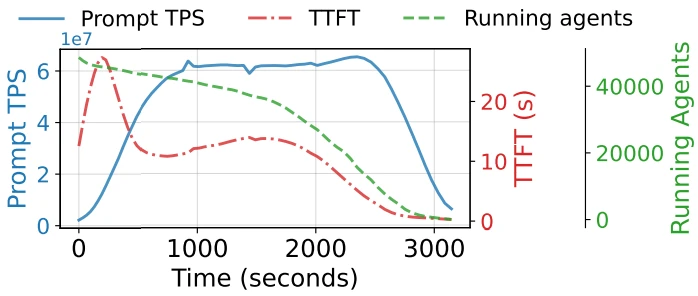 Prompt TPS TTFT Running agents
1e7
Prompt TPS
6
4
2
0
20
10
0
TTFT (s)
40000
20000
0
Running Agents
0 1000 2000 3000
Time (seconds)